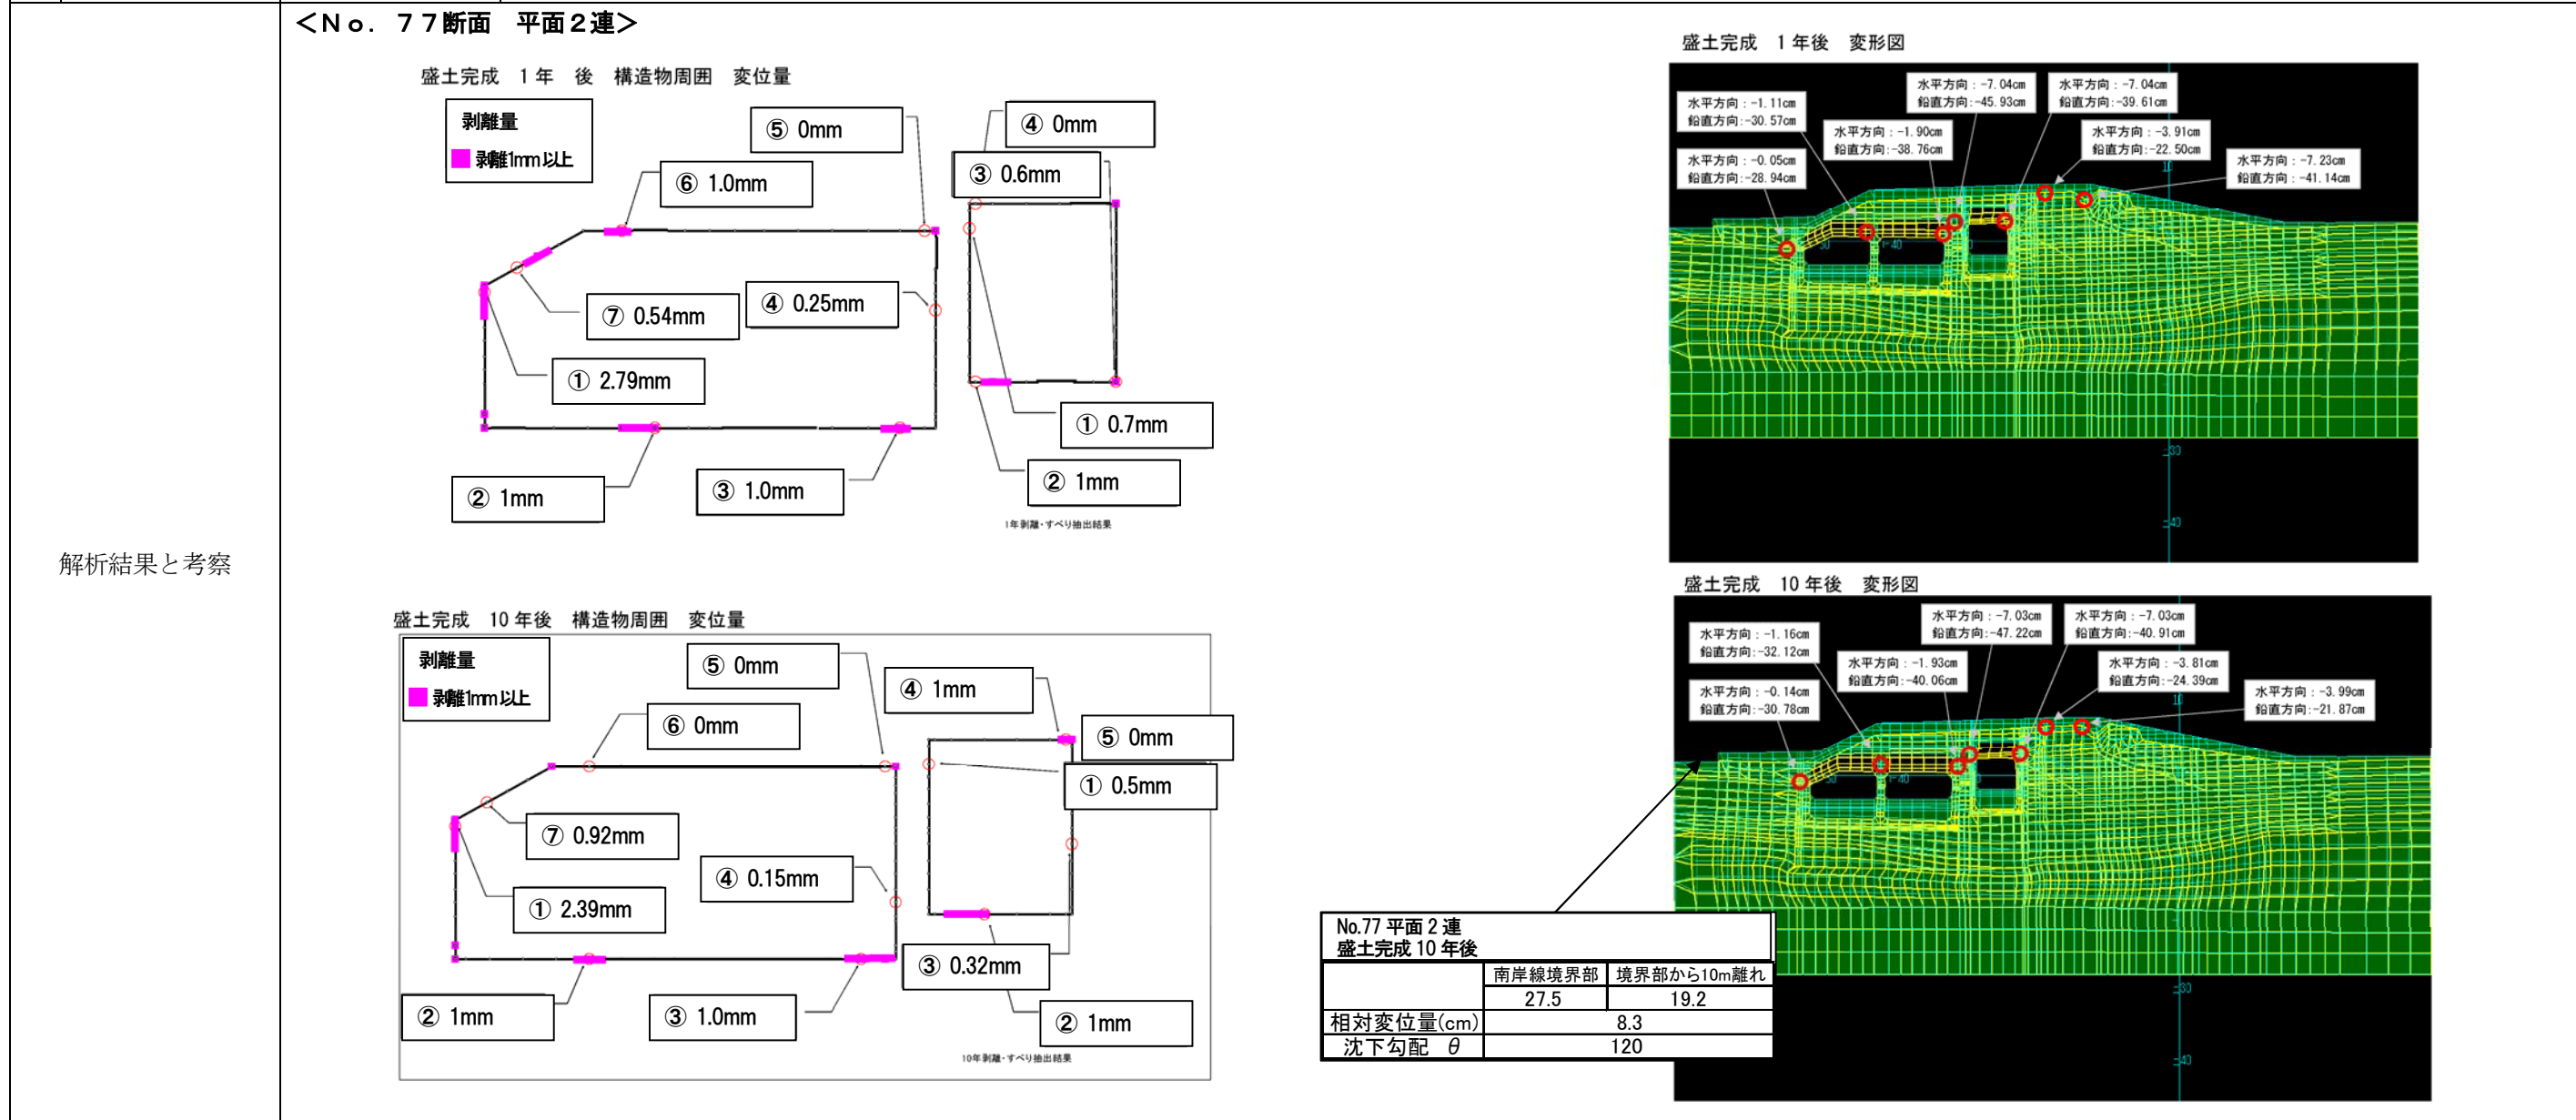 <No. 77断面 平面2連>
盛土完成 1年 後 構造物周囲 変位量
剥離量
剥離1mm以上
⑤ 0mm
⑥ 1.0mm
④ 0mm
③ 0.6mm
⑦ 0.54mm
④ 0.25mm
① 2.79mm
① 0.7mm
② 1mm
③ 1.0mm
② 1mm
1年剥離・すべり抽出結果
盛土完成 1年後 変形図
水平方向:-1.11cm
鉛直方向:-30.57cm
水平方向:-0.05cm
鉛直方向:-28.94cm
水平方向:-1.90cm
鉛直方向:-38.76cm
水平方向:-7.04cm
鉛直方向:-45.93cm
水平方向:-7.04cm
鉛直方向:-39.61cm
水平方向:-3.91cm
鉛直方向:-22.50cm
水平方向:-7.23cm
鉛直方向:-41.14cm
10
-30
-40
解析結果と考察
盛土完成 10年後 構造物周囲 変位量
剥離量
剥離1mm以上
⑤ 0mm
⑥ 0mm
④ 1mm
⑤ 0mm
① 0.5mm
⑦ 0.92mm
④ 0.15mm
① 2.39mm
③ 0.32mm
② 1mm
③ 1.0mm
② 1mm
10年剥離・すべり抽出結果
盛土完成 10年後 変形図
水平方向:-1.16cm
鉛直方向:-32.12cm
水平方向:-0.14cm
鉛直方向:-30.78cm
水平方向:-1.93cm
鉛直方向:-40.06cm
水平方向:-7.03cm
鉛直方向:-47.22cm
水平方向:-7.03cm
鉛直方向:-40.91cm
水平方向:-3.81cm
鉛直方向:-24.39cm
水平方向:-3.99cm
鉛直方向:-21.87cm
10
-30
-40
No.77 平面2連
盛土完成10年後
南岸線境界部 境界部から10m離れ
27.5 19.2
相対変位量(cm) 8.3
沈下勾配 θ 120